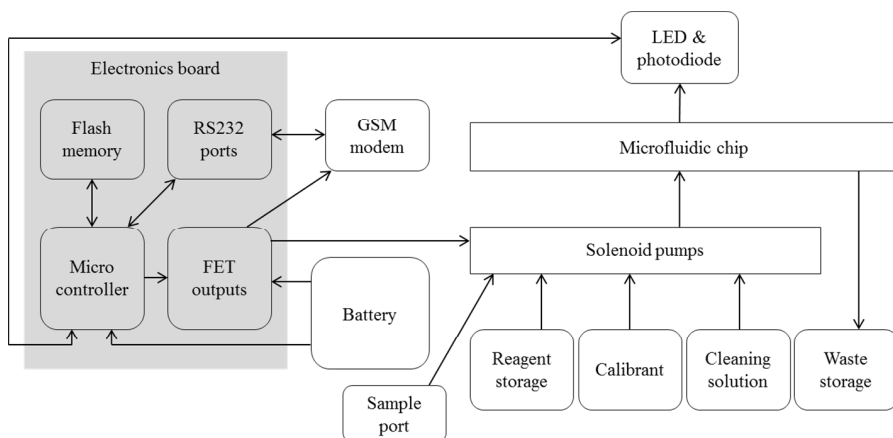 LED &
photodiode
Electronics board
Flash
memory
RS232
ports
GSM
modem
Microfluidic chip
Micro
controller
FET
outputs
Solenoid pumps
Battery
Reagent
storage
Calibrant
Cleaning
solution
Waste
storage
Sample
port